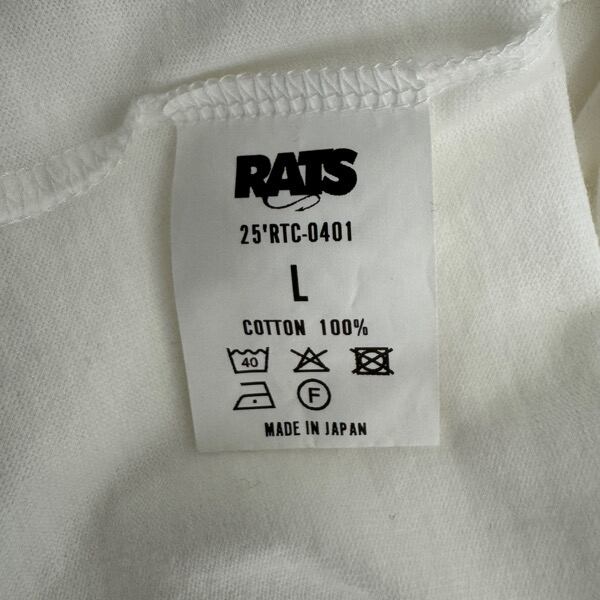 RATS
25'RTC-0401
L
COTTON 100%
40
F
MADE IN JAPAN